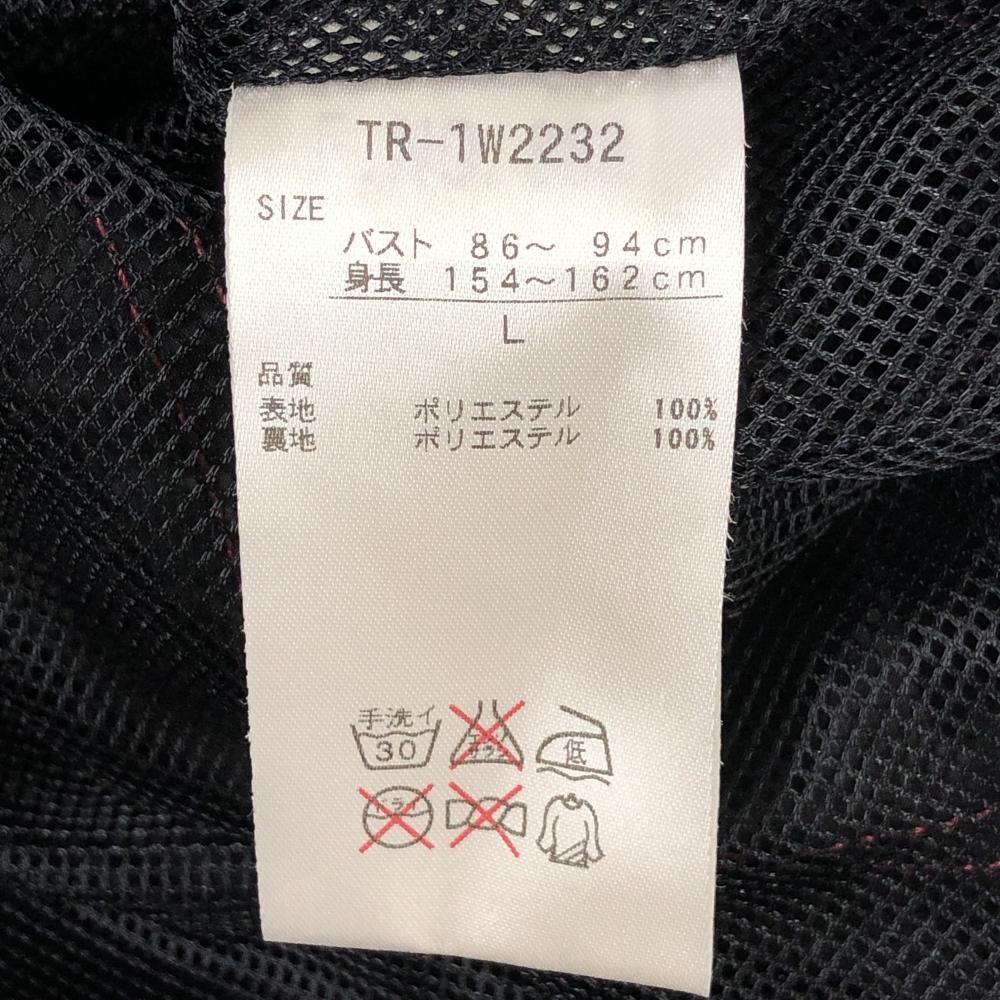 TR-1W2232
SIZE
バスト 86～ 94cm
身長 154～162cm
L
品質
表地 ポリエステル 100%
裏地 ポリエステル 100%
手洗イ
30
低